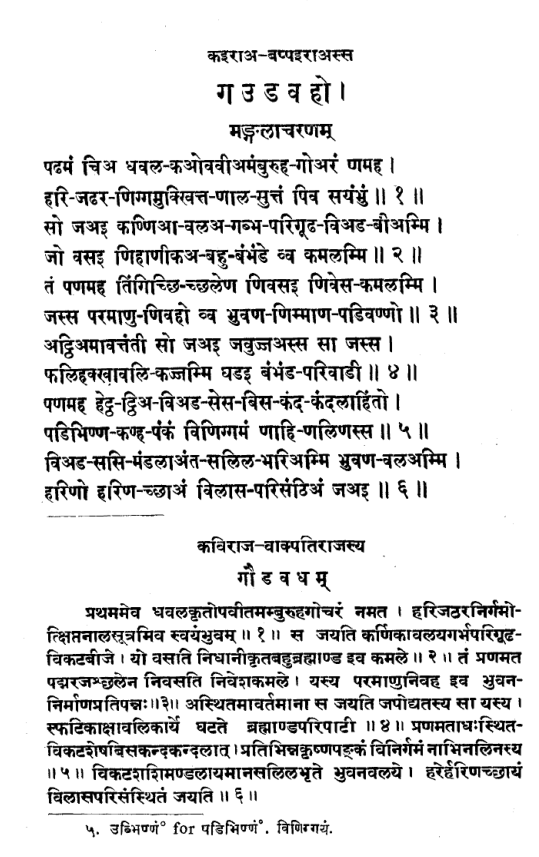 कइराअ-बप्पइराअस्स
ग उ ड व हो।
मङ्गलाचरणम्
पढमं चिअ धवल-कओववीअमंबुरुह-गोअरं णमह।
हरि-जढर-णिग्गमुक्खित्त-णाल-सुत्तं पिव सयंभुं॥ १ ॥
सो जअइ कण्णिआ-वलअ-गब्भ-परिगूढ-विअड-बीअम्मि।
जो वसइ णिहाणीकअ-बहु-बंभंडे व्व कमलम्मि॥ २ ॥
तं पणमह तिंगिच्छि-च्छलेण णिवसइ णिवेस-कमलम्मि।
जस्स परमाणु-णिवहो व्व भुवण-णिम्माण-पडिवण्णो॥ ३ ॥
अट्ठिअमावत्तंती सो जअइ जवुज्जअस्स सा जस्स।
फलिहक्खावलि-कज्जम्मि घडइ बंभंड-परिवाडी॥ ४ ॥
पणमह हेट्ठ-ट्ठिअ-विअड-सेस-बिस-कंद-कंदलाहिंतो।
पडिभिण्ण-कण्ह-पंकं विणिग्गमं णाहि-णलिणस्स॥ ५ ॥
विअड-ससि-मंडलाअंत-सलिल-भरिअम्मि भुवण-वलअम्मि।
हरिणो हरिण-च्छाअं विलास-परिसंठिअं जअइ॥ ६ ॥
कविराज-वाक्पतिराजस्य
गौ ड व ध म्
प्रथममेव धवलकृतोपवीतमम्बुरुहगोचरं नमत। हरिजठरनिर्गमो-
त्क्षिप्तनालसूत्रमिव स्वयंभुवम्॥ १॥ स जयति कर्णिकावलयगर्भपरिगूढ-
विकटबीजे। यो वसति निधानीकृतबहुब्रह्माण्ड इव कमले॥ २॥ तं प्रणमत
पद्मरजश्छलेन निवसति निवेशकमले। यस्य परमाणुनिवह इव भुवन-
निर्माणप्रतिपन्नः॥३॥ अस्थितमावर्तमाना स जयति जपोद्यतस्य सा यस्य।
स्फटिकाक्षावलिकार्ये घटते ब्रह्माण्डपरिपाटी॥ ४॥ प्रणमताधःस्थित-
विकटशेषबिसकन्दकन्दलात्। प्रतिभिन्नकृष्णपङ्कं विनिर्गमं नाभिनलिनस्य
॥५॥ विकटशशिमण्डलायमानसलिलभृते भुवनवलये। हरेर्हरिणच्छायं
विलासपरिसंस्थितं जयति॥ ६॥
५. उब्भिण्णं° for पडिभिण्णं°. विणिग्गयं.